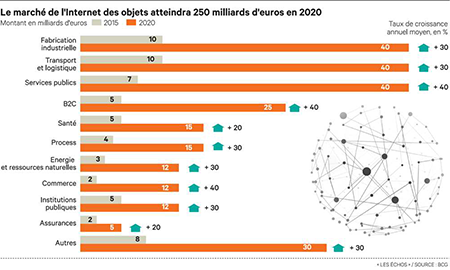 Le marché de l'Internet des objets atteindra 250 milliards d'euros en 2020
Montant en milliards d'euros 2015 2020
Taux de croissance
annuel moyen, en %
Fabrication
industrielle
10
40 + 30
Transport
et logistique
10
40 + 30
Services publics
7
40 + 40
B2C
5
25 + 40
Santé
5
15 + 20
Process
4
15 + 30
Energie
et ressources naturelles
3
12 + 30
Commerce
2
12 + 40
Institutions
publiques
5
12 + 30
Assurances
2
5 + 20
Autres
8
30 + 30
« LES ÉCHOS » / SOURCE : BCG